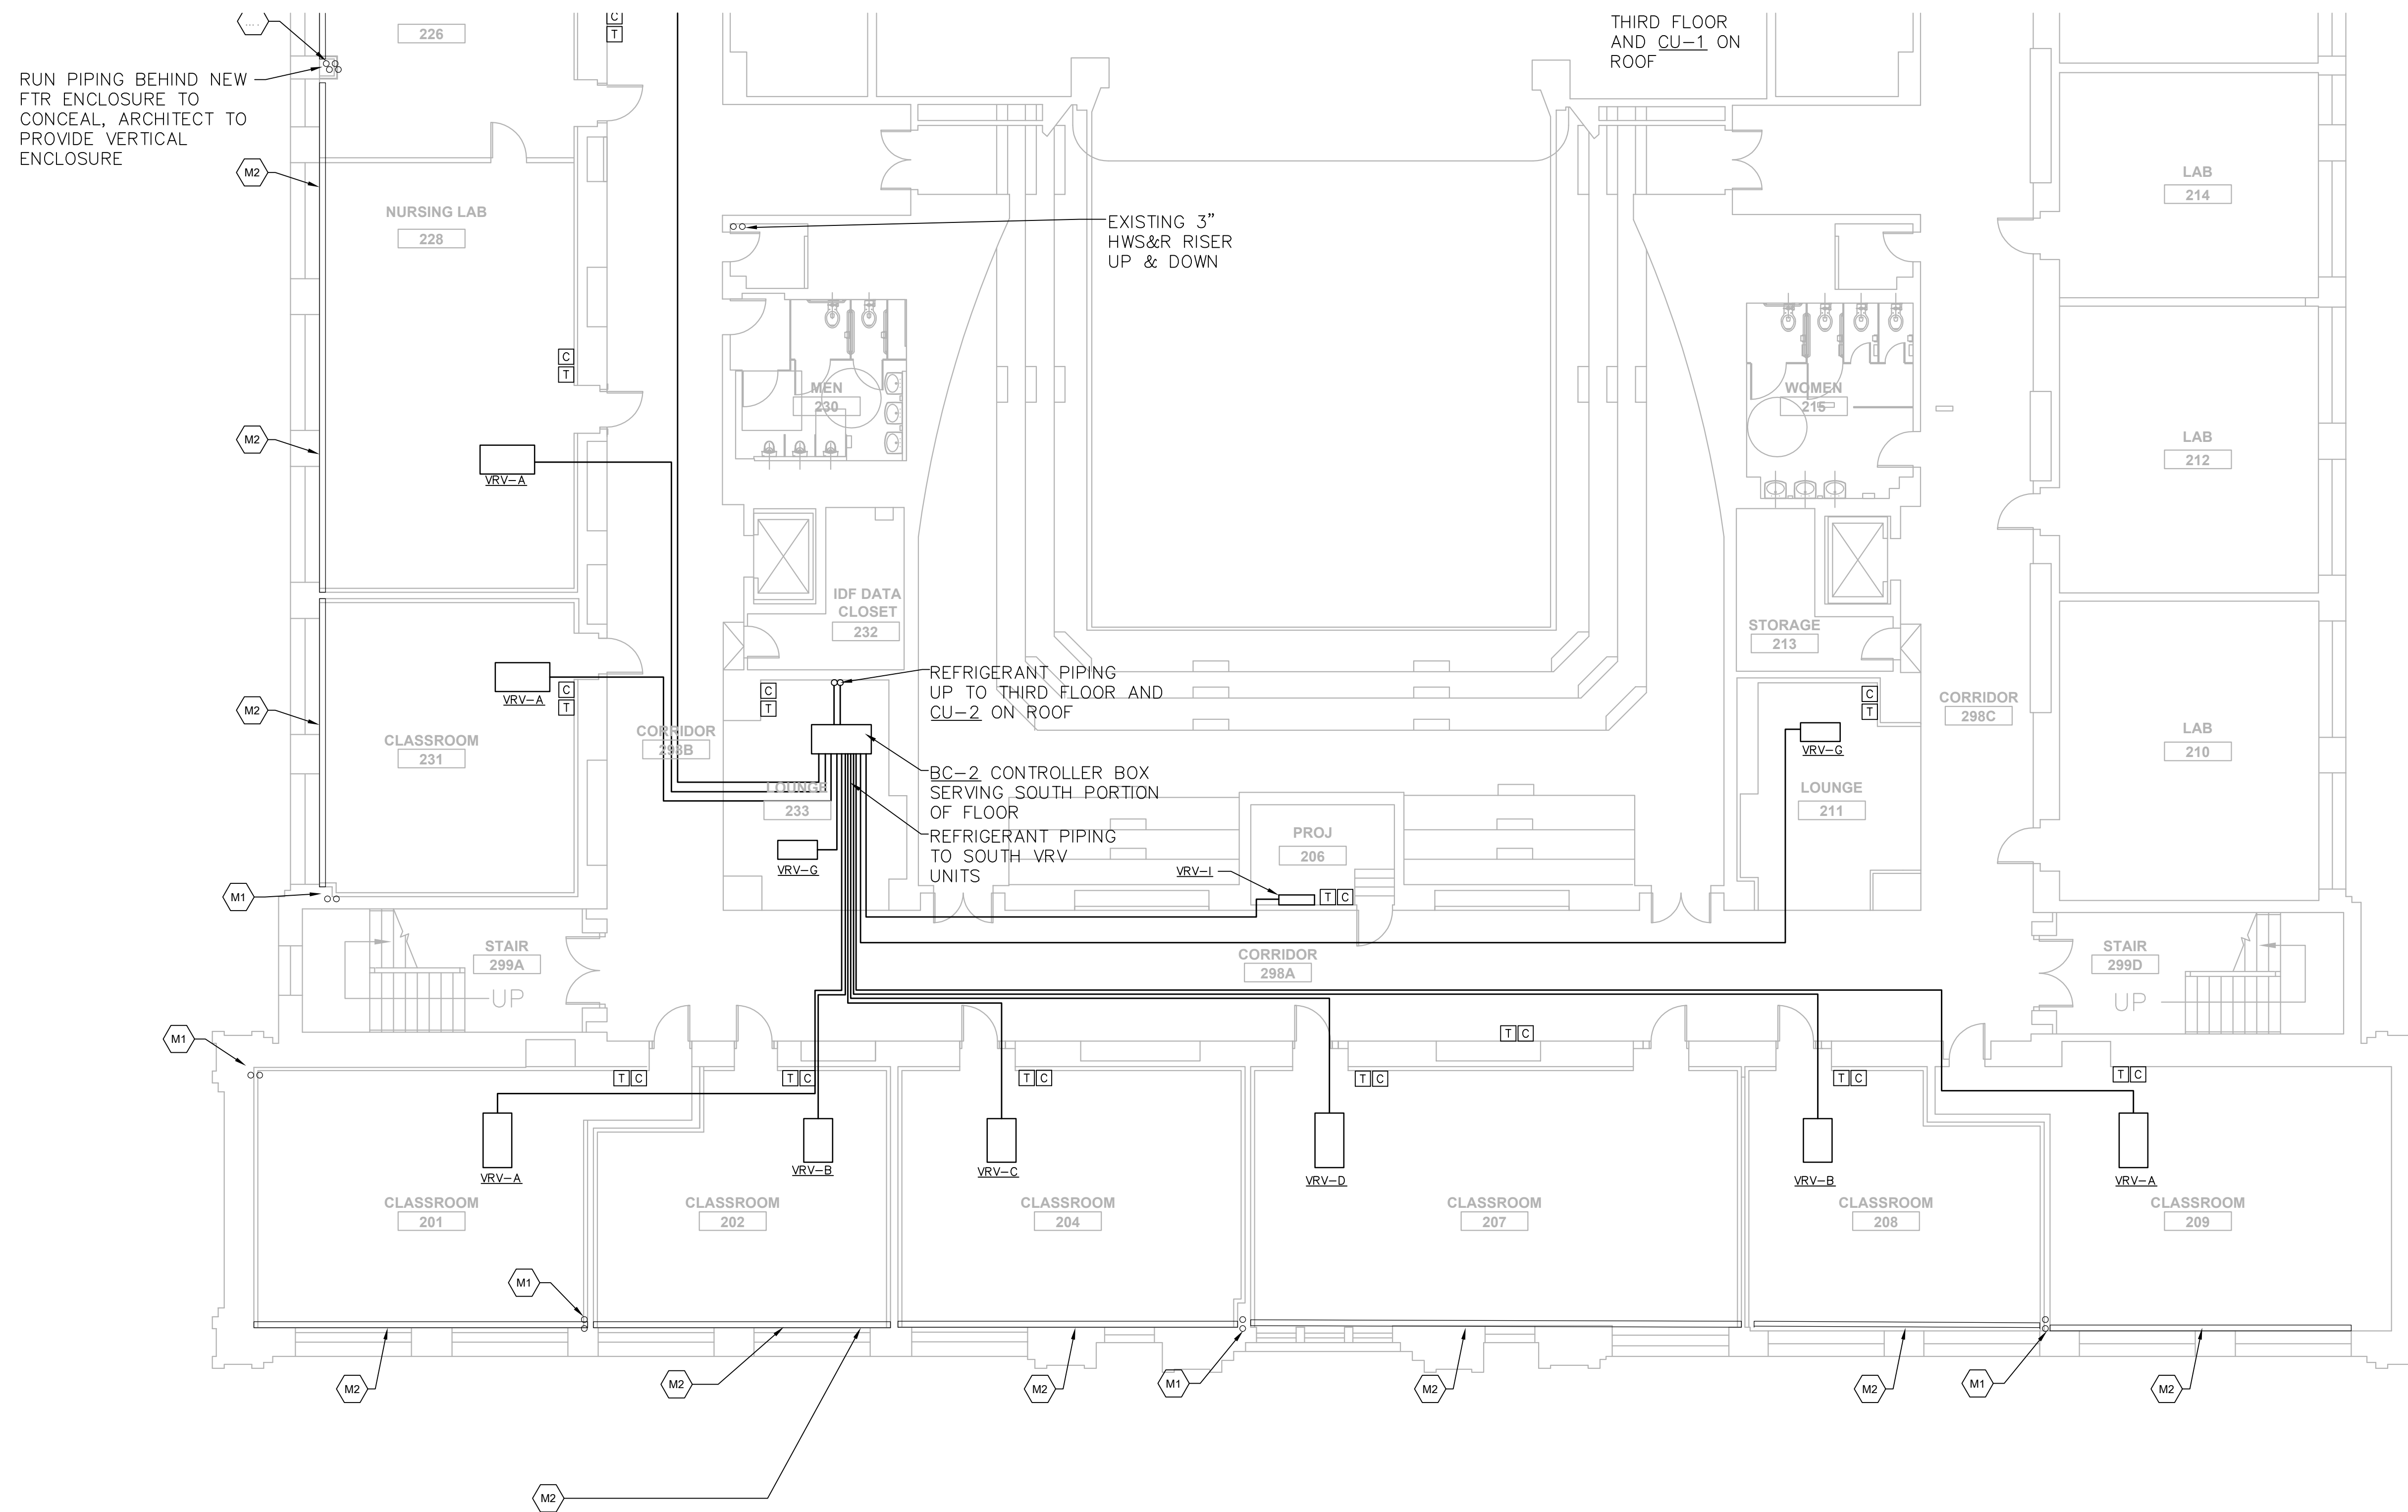 226
C
T
THIRD FLOOR
AND CU-1 ON
ROOF
RUN PIPING BEHIND NEW
FTR ENCLOSURE TO
CONCEAL, ARCHITECT TO
PROVIDE VERTICAL
ENCLOSURE
M2
NURSING LAB
228
LAB
214
EXISTING 3"
HWS&R RISER
UP & DOWN
C
T
MEN
230
WOMEN
215
M2
VRV-A
LAB
212
IDF DATA
CLOSET
232
STORAGE
213
VRV-A
C
T
C
T
REFRIGERANT PIPING
UP TO THIRD FLOOR AND
CU-2 ON ROOF
C
T
CORRIDOR
298C
M2
CLASSROOM
231
CORRIDOR
298B
VRV-G
LAB
210
BC-2 CONTROLLER BOX
SERVING SOUTH PORTION
OF FLOOR
LOUNGE
233
LOUNGE
211
REFRIGERANT PIPING
TO SOUTH VRV
UNITS
PROJ
206
VRV-G
VRV-I
T C
M1
STAIR
299A
UP
CORRIDOR
298A
STAIR
299D
UP
M1
T C
T C
T C
T C
T C
T C
T C
VRV-A
VRV-B
VRV-C
VRV-D
VRV-B
VRV-A
CLASSROOM
201
CLASSROOM
202
CLASSROOM
204
CLASSROOM
207
CLASSROOM
208
CLASSROOM
209
M1
M2
M2
M2
M1
M2
M2
M1
M2
M2